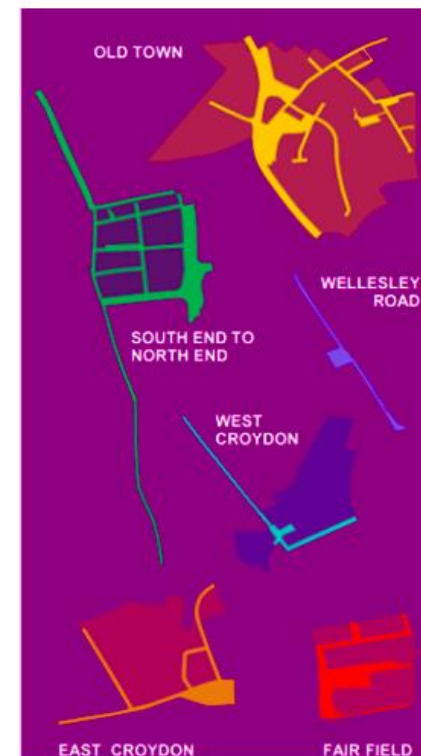 OLD TOWN
WELLESLEY
ROAD
SOUTH END TO
NORTH END
WEST
CROYDON
EAST CROYDON
FAIR FIELD